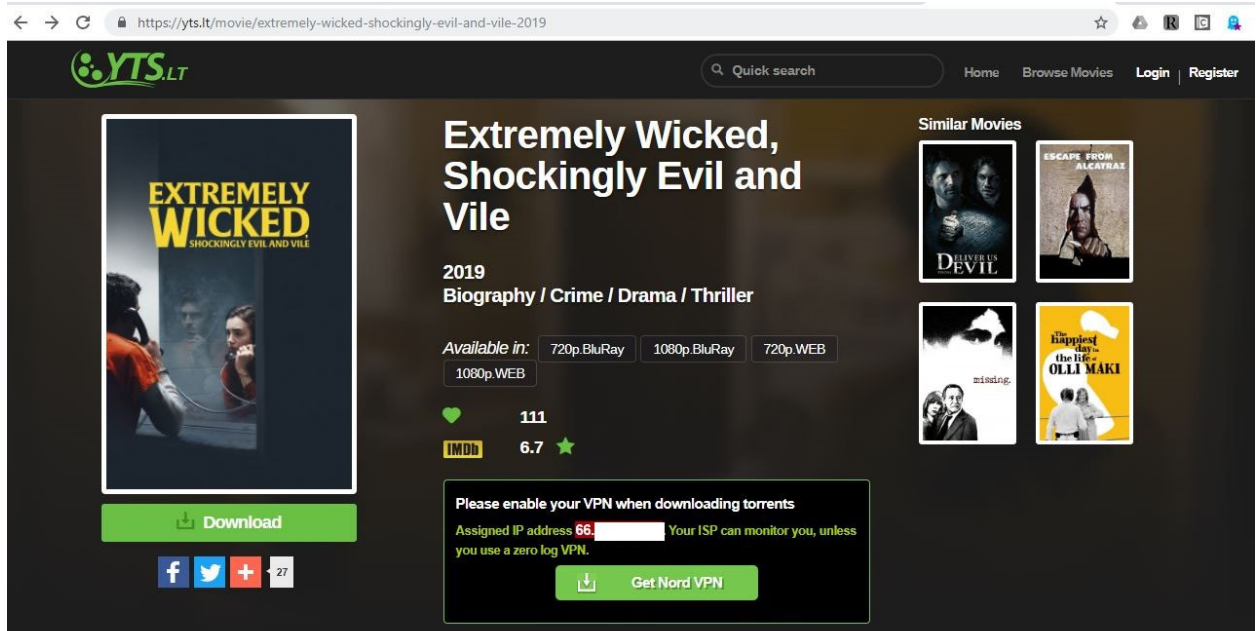 https://yts.lt/movie/extremely-wicked-shockingly-evil-and-vile-2019
YTS.LT
Quick search
Home Browse Movies Login | Register
EXTREMELY
WICKED,
SHOCKINGLY EVIL AND VILE
Download
27
Extremely Wicked,
Shockingly Evil and
Vile
2019
Biography / Crime / Drama / Thriller
Available in: 720p.BluRay 1080p.BluRay 720p.WEB
1080p.WEB
111
IMDb 6.7
Please enable your VPN when downloading torrents
Assigned IP address 66. . Your ISP can monitor you, unless
you use a zero log VPN.
Get Nord VPN
Similar Movies
DELIVER US
DEVIL
ESCAPE FROM
ALCATRAZ
missing.
The
happiest
day in
the life of
OLLI MÄKI